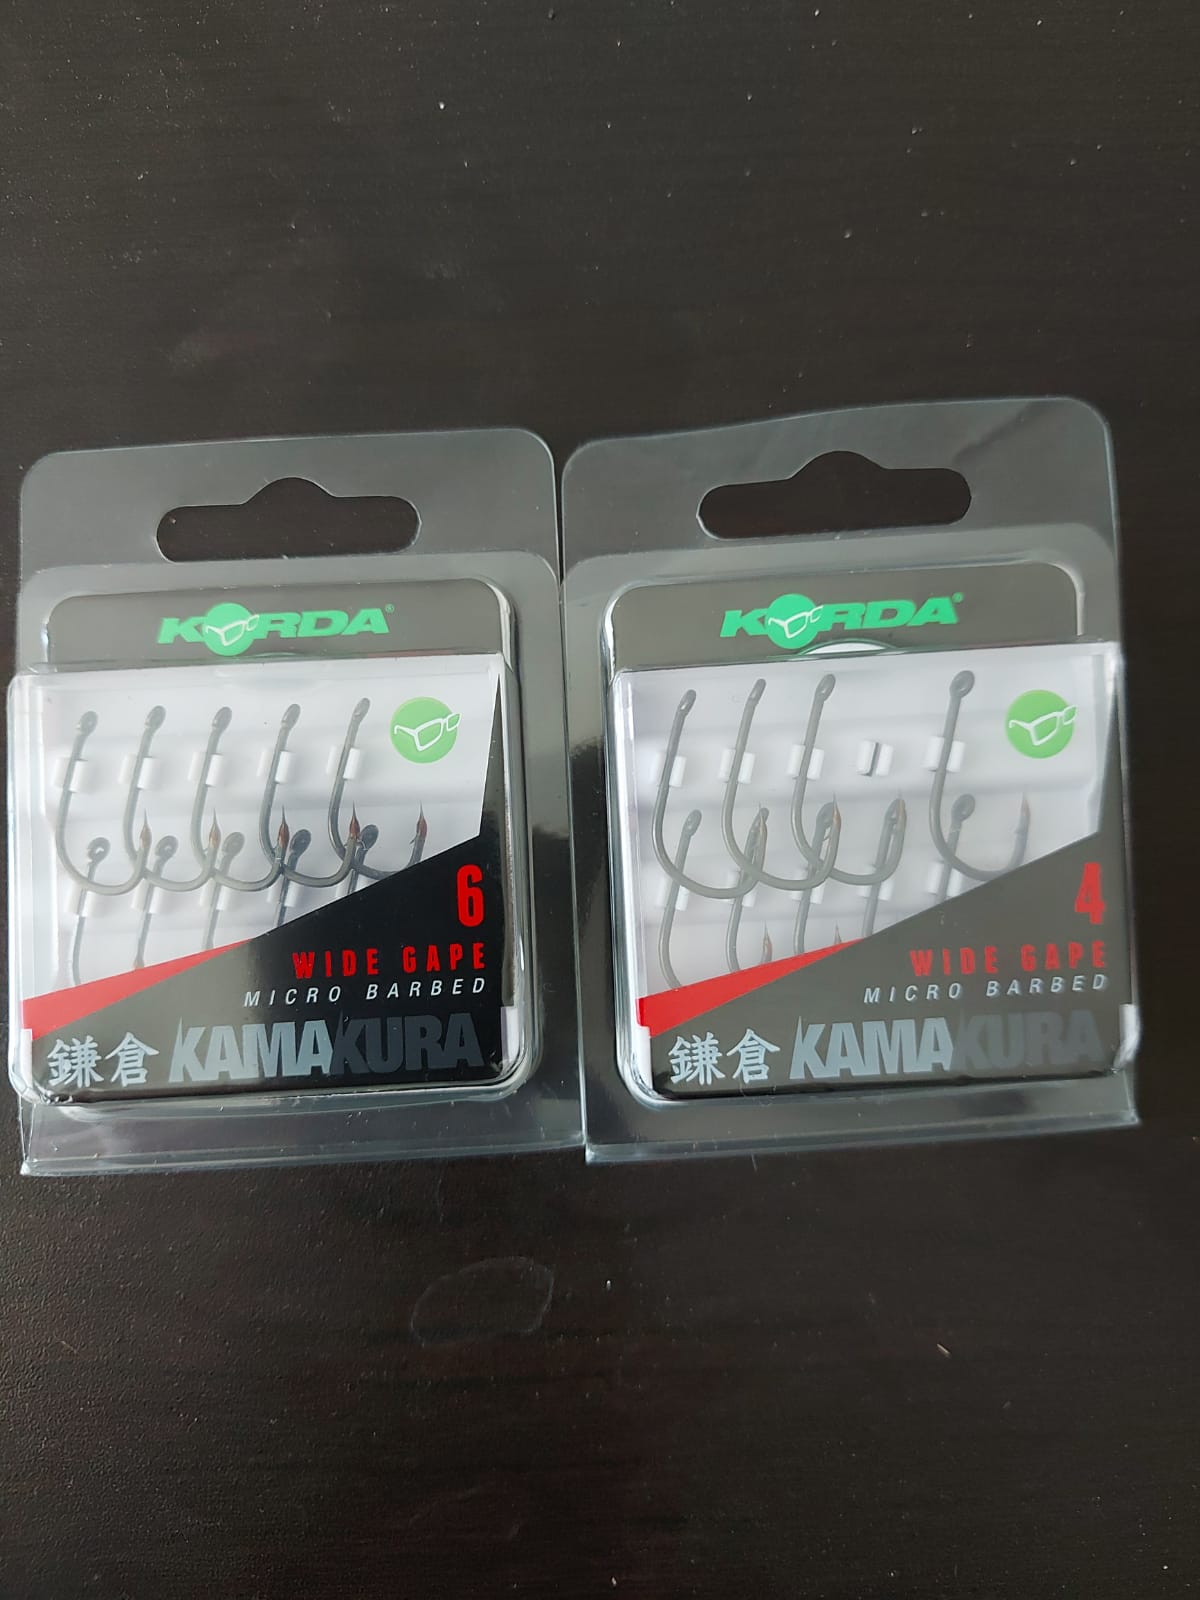 KORDA®
6
WIDE GAPE
MICRO BARBED
鎌倉 KAMAKURA
KORDA®
4
WIDE GAPE
MICRO BARBED
鎌倉 KAMAKURA